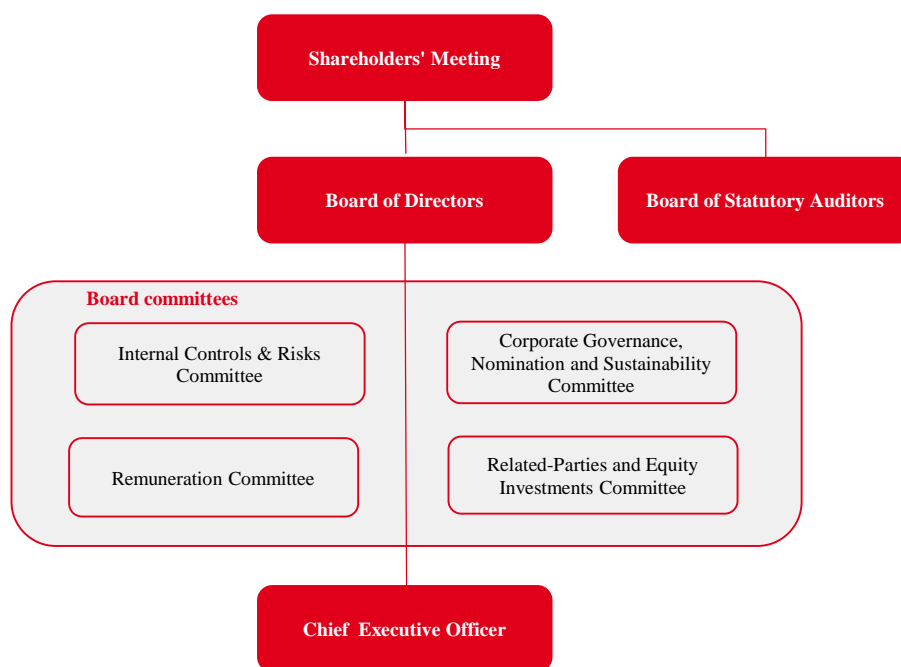 Shareholders' Meeting
Board of Directors
Board of Statutory Auditors
Board committees
Internal Controls & Risks
Committee
Corporate Governance,
Nomination and Sustainability
Committee
Remuneration Committee
Related-Parties and Equity
Investments Committee
Chief Executive Officer